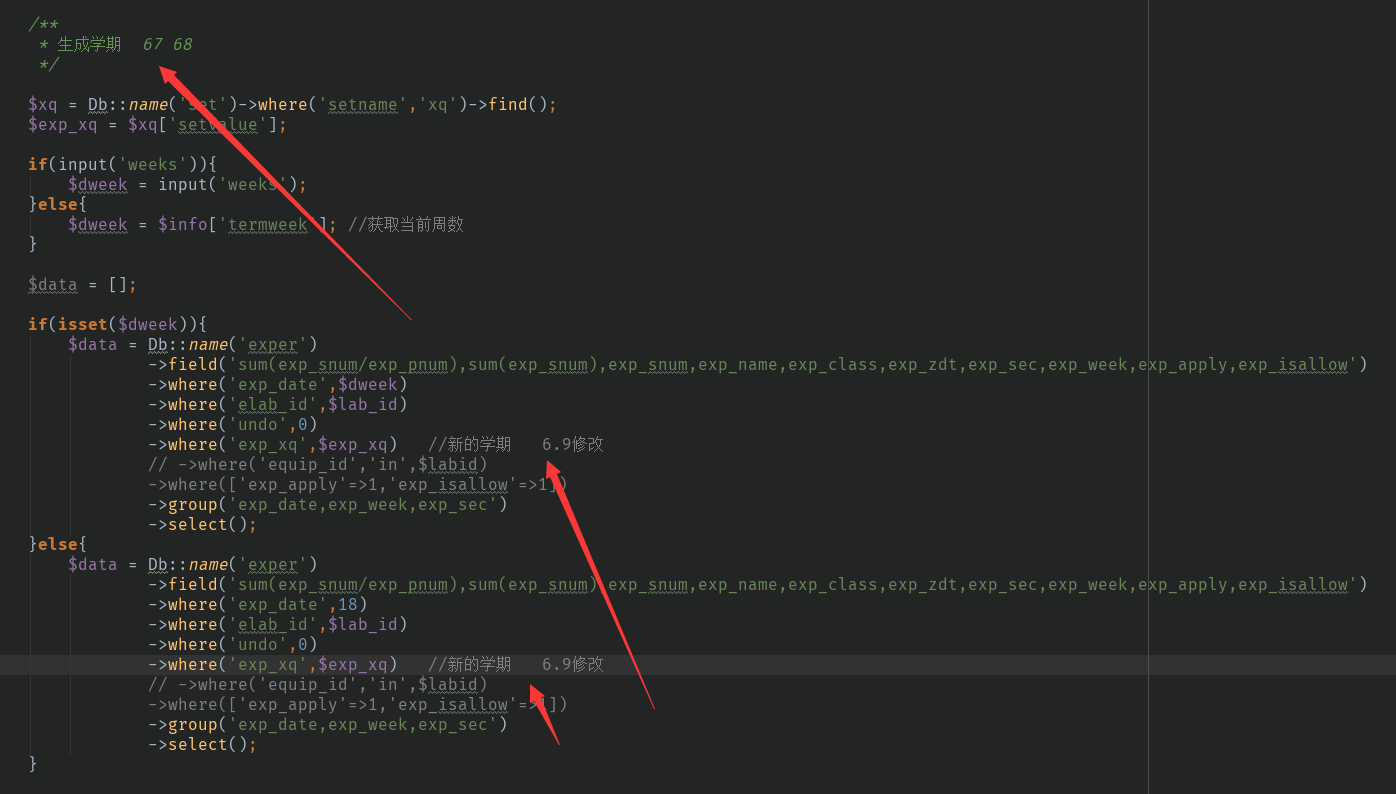 /**
 * 生成学期  67 68
 */
$xq = Db::name('set')->where('setname','xq')->find();
$exp_xq = $xq['setvalue'];
if(input('weeks')){
    $dweek = input('weeks');
}else{
    $dweek = $info['termweek']; //获取当前周数
}
$data = [];
if(isset($dweek)){
    $data = Db::name('exper')
            ->field('sum(exp_snum/exp_pnum),sum(exp_snum),exp_snum,exp_name,exp_class,exp_zdt,exp_sec,exp_week,exp_apply,exp_isallow')
            ->where('exp_date',$dweek)
            ->where('elab_id',$lab_id)
            ->where('undo',0)
            ->where('exp_xq',$exp_xq)   //新的学期   6.9修改
            // ->where('equip_id','in',$labid)
            ->where(['exp_apply'=>1,'exp_isallow'=>1])
            ->group('exp_date,exp_week,exp_sec')
            ->select();
}else{
    $data = Db::name('exper')
            ->field('sum(exp_snum/exp_pnum),sum(exp_snum),exp_snum,exp_name,exp_class,exp_zdt,exp_sec,exp_week,exp_apply,exp_isallow')
            ->where('exp_date',18)
            ->where('elab_id',$lab_id)
            ->where('undo',0)
            ->where('exp_xq',$exp_xq)   //新的学期   6.9修改
            // ->where('equip_id','in',$labid)
            ->where(['exp_apply'=>1,'exp_isallow'=>1])
            ->group('exp_date,exp_week,exp_sec')
            ->select();
}